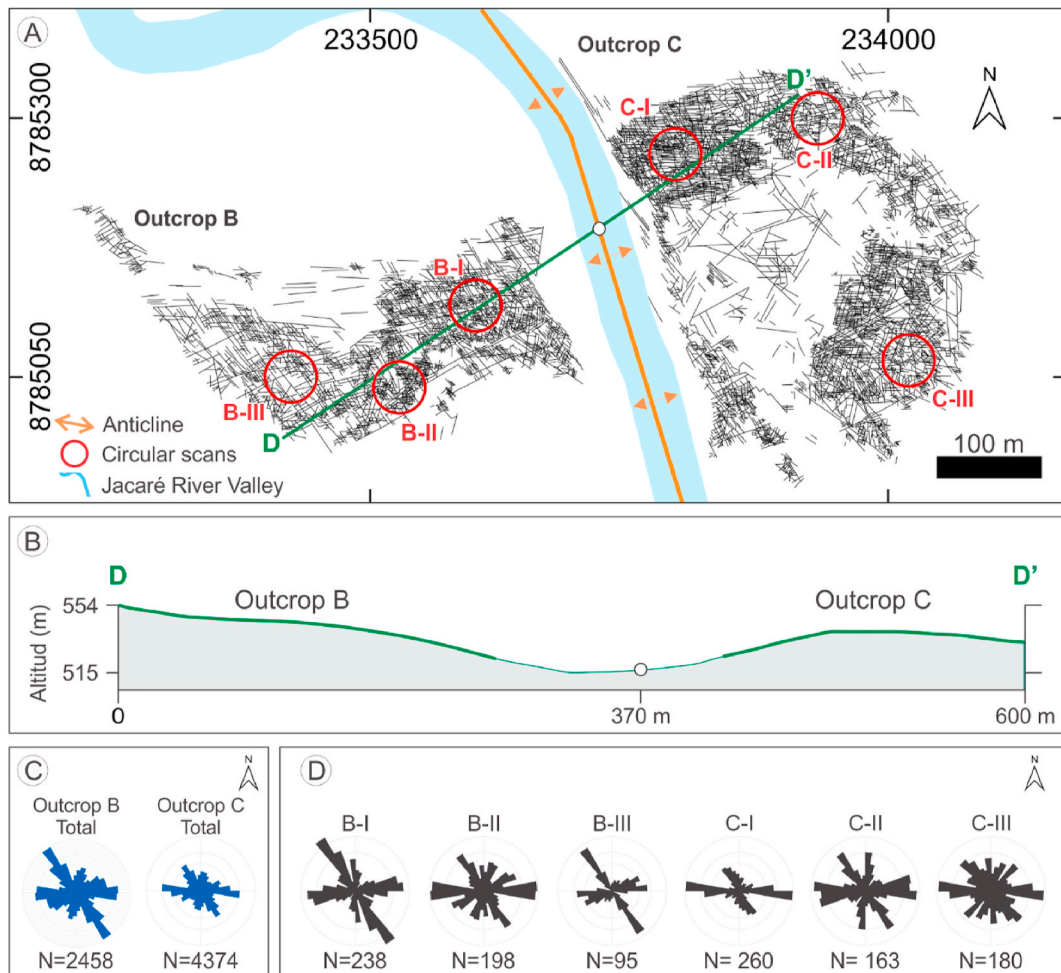 A
233500
234000
Outcrop C
N
8785300
D'
C-I
C-II
Outcrop B
B-I
8785050
B-III
B-II
C-III
D
Anticline
Circular scans
Jacaré River Valley
100 m
B
D
D'
Outcrop B
Outcrop C
Altitud (m)
554
515
0
370 m
600 m
C
N
Outcrop B
Total
Outcrop C
Total
N=2458
N=4374
D
N
B-I
B-II
B-III
C-I
C-II
C-III
N=238
N=198
N=95
N=260
N= 163
N=180